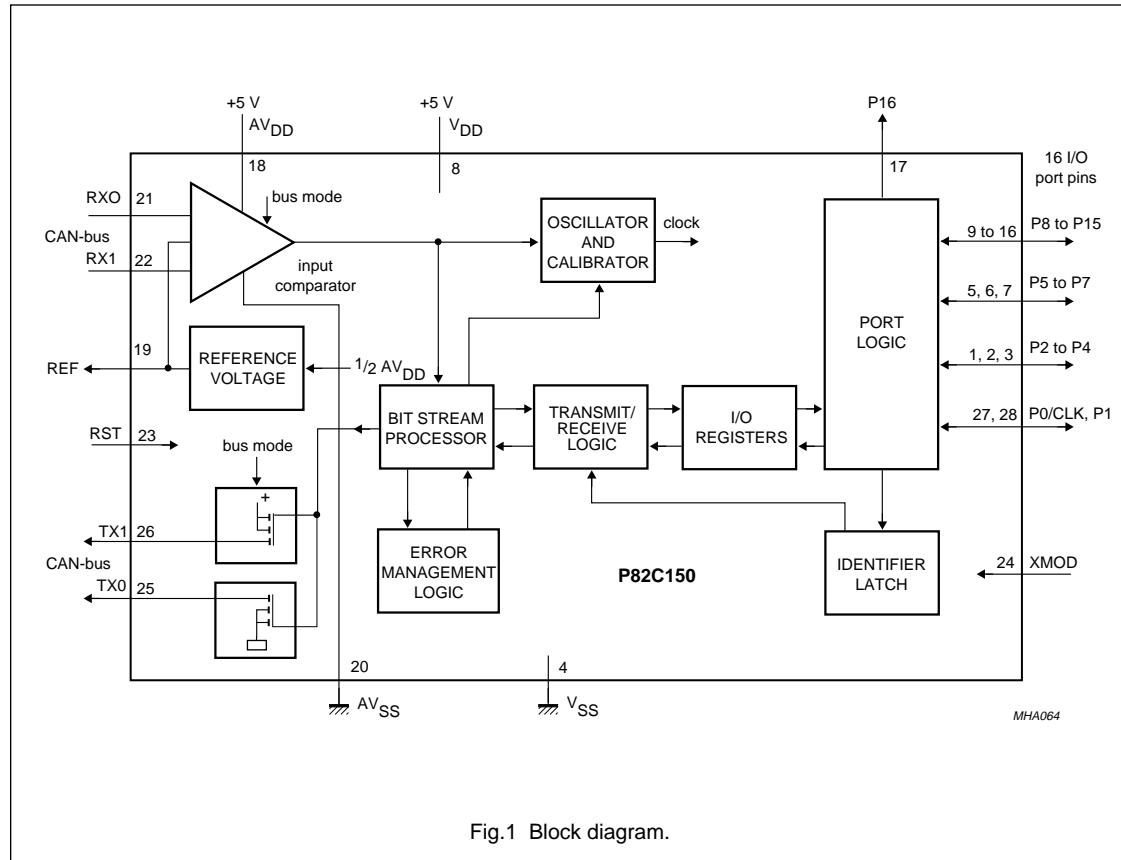 +5 V
AVDD
+5 V
VDD
P16
18
8
17
16 I/O
port pins
RXO
21
bus mode
CAN-bus
RX1
22
input
comparator
OSCILLATOR
AND
CALIBRATOR
clock
9 to 16
P8 to P15
5, 6, 7
P5 to P7
PORT
LOGIC
1, 2, 3
P2 to P4
27, 28
P0/CLK, P1
REF
19
REFERENCE
VOLTAGE
1/2 AVDD
BIT STREAM
PROCESSOR
TRANSMIT/
RECEIVE
LOGIC
I/O
REGISTERS
RST
23
bus mode
+
TX1
26
CAN-bus
TX0
25
ERROR
MANAGEMENT
LOGIC
P82C150
IDENTIFIER
LATCH
24
XMOD
20
AVSS
4
VSS
MHA064
Fig.1 Block diagram.